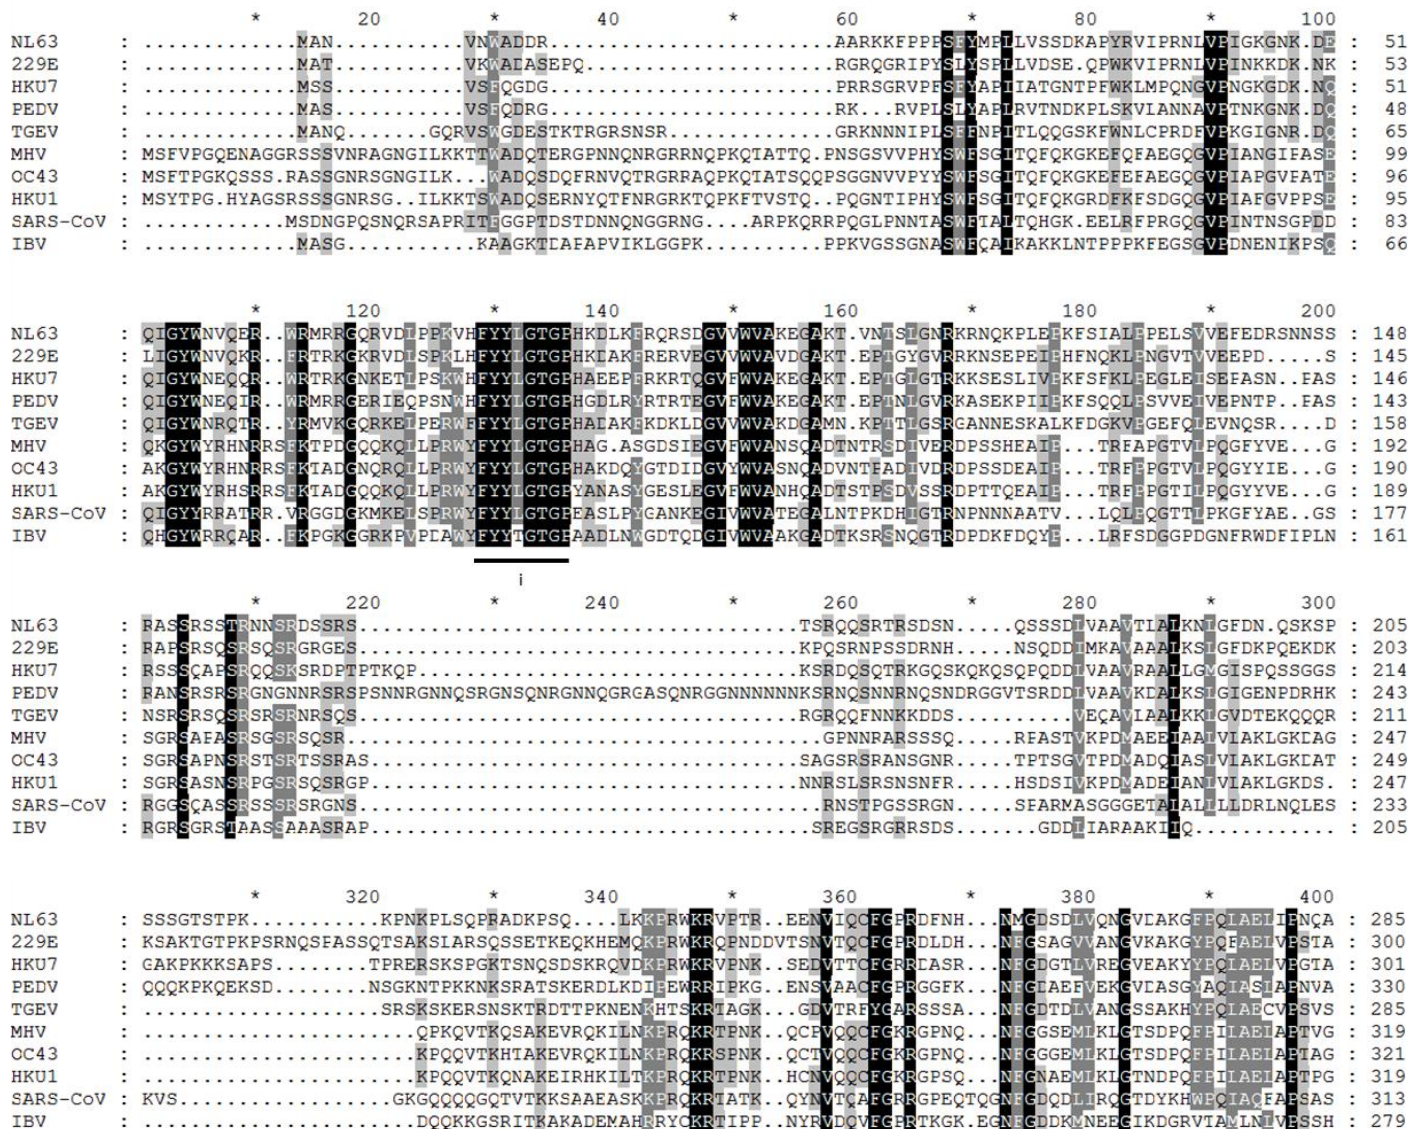 * 20 * 40 * 60 * 80 * 100
NL63 : .............MAN..........VNWADDR........................AARKKFPPPSFYMPLLVSSDKAPYRVIPRNLVPIGKGNK.DE : 51
229E : .............MAT..........VKWADASEPQ.....................RGRQGRIPYSLYSPLLVDSE.QPWKVIPRNLVPINKKDK.NK : 53
HKU7 : .............MSS..........VSFQGDG........................PRRSGRVPFSFYAPLIATGNTPFWKLMPQNGVPNGKGDK.NQ : 51
PEDV : .............MAS..........VSFQDRG........................RK..RVPLSLYAPLRVTNDKPLSKVLANNAVPTNKGNK.DQ : 48
TGEV : .............MANQ.......GQRVSWGDESTKTRGRSNSR..............GRKNNNIPLSFFNPITLQQGSKFWNLCPRDFVPKGIGNR.DQ : 65
MHV : MSFVPGQENAGGRSSSVNRAGNGILKKTTWADQTERGPNNQNRGRRNQPKQTATTQ.PNSGSVVPHYSWFSGITQFQKGKEFQFAEGQGVPIANGIPASE : 99
OC43 : MSFTPGKQSSS.RASSGNRSGNGILK...WADQSDQFRNVQTRGRRAQPKQTATSQQPSGGNVVPYYSWFSGITQFQKGKEFEFAEGQGVPIAPGVPATE : 96
HKU1 : MSYTPG.HYAGSRSSSGNRSG.ILKKTSWADQSERNYQTFNRGRKTQPKFTVSTQ..PQGNTIPHYSWFSGITQFQKGRDFKFSDGQGVPIAFGVPPSE : 95
SARS-CoV : ............MSDNGPQSNQRSAPRITFGGPTDSTDNNQNGGRNG...ARPKQRRPQGLPNNTASWFTALTQHGK.EELRFPRGQGVPINTNSGPDD : 83
IBV : .............MASG...........KAAGKTDAPAPVIKLGGPK..........PPKVGSSGNASWFQAIKAKKLNTPPPKFEGSGVPDNENIKPSQ : 66
* 120 * 140 * 160 * 180 * 200
NL63 : QIGYWNVQER..WRMRRGQRVDLPPKVHFYYLGTGPHKDLKFRQRSDGVVWVAKEGAKT.VNTSLGNRKRNQKPLEPKFSIALPPELSVVEFEDRSNNSS : 148
229E : LIGYWNVQKR..FRTRKGKRVDLSPKLHFYYLGTGPHKDAKFRERVEGVVWVAVDGAKT.EPTGYGVRRKNSEPEIPHFNQKLPNGVTVVEEPD.....S : 145
HKU7 : QIGYWNEQQR..WRTRKGNKETLPSKWHFYYLGTGPHAEEPFRKRTQGVFWVAKEGAKT.EPTGLGTRKKSESLIVPKFSFKLPEGLEISEPASN..PAS : 146
PEDV : QIGYWNEQIR..WRMRRGERIEQPSNWHFYYLGTGPHGDLRYRTRTEGVFWVAKEGAKT.EPTNLGVRKASEKPIIPKFSQQLPSVVEIVEPNTP..PAS : 143
TGEV : QIGYWNRQTR..YRMVKGQRKELPERWFFYYLGTGPHADAKFKDKLDGVVWVAKDGAMN.KPTTLGSRGANNESKALKFDGKVPGEFQLEVNQSR....D : 158
MHV : QKGYWYRHNRRSFKTPDGQQKQLLPRWYFYYLGTGPHAG.ASGDSIEGVFWVANSQADTNTRSDIVERDPSSHEAIP...TRFAPGTVLPQGFYVE...G : 192
OC43 : AKGYWYRHNRRSFKTADGNQRQLLPRWYFYYLGTGPHAKDQYGTDIDGVYWVASNQADVNTPADIVDRDPSSDEAIP...TRFPPGTVLPQGYYIE...G : 190
HKU1 : AKGYWYRHSRRSFKTADGQQKQLLPRWYFYYLGTGPYANASYGESLEGVFWVANHQADTSTPSDVSSRDPTTQEAIP...TRFPPGTILPQGYYVE...G : 189
SARS-CoV : QIGYYRRATRR.VRGGDGKMKELSPRWYFYYLGTGPEASLPYGANKEGIVWVATEGALNTPKDHIGTRNPNNNAATV...LQLPQGTTLPKGFYAE..GS : 177
IBV : QHGYWRRQAR..FKPGKGGRKPVPDAWYFYYTGTGPAADLNWGDTQDGIVWVAAKGADTKSRSNQGTRDPDKFDQYP...LRFSDGGPDGNFRWDFIPLN : 161
i
* 220 * 240 * 260 * 280 * 300
NL63 : RASSRSSTRNNSRDSSRS.....................................TSRQQSRTRSDSN.....QSSSDLVAAVTLALKNLGFDN.QSKSP : 205
229E : RAPSRSQSRSQSRGRGES.....................................KPQSRNPSSDRNH.....NSQDDIMKAVAAALKSLGFDKPQEKDK : 203
HKU7 : RSSSQCAPSRQQSKSRDPTPTKQP...............................KSRDQSQTRKGQSKQKQSQPQDDLVAAVRAALLGMGISPQSSGGS : 214
PEDV : RANSRSRSRGNGNNRSRSPSNNRGNNQSRGNSQNRGNNQGRGASQNRGGNNNNNNKSRNQSNNRNQSNDRGGVTSRDDLVAAVKDALKSLGIGENPDRHK : 243
TGEV : NSRSRSQSRSRSRNRSQS.....................................RGRQQFNNKKDDS..........VEQAVLAALKKLGVDTEKQQQR : 211
MHV : SGRSAPASRSGSRSQSR......................................GPNNRARSSSQ.....RPASTVKPDMAEEIAALVLAKLGKDAG : 247
OC43 : SGRSAPNSRSTSRTSSRAS....................................SAGSRSRANSGNR....TPTSGVTPDMADQIASLVLAKLGKDAT : 249
HKU1 : SGRSASNSRPGSRSQSRGP....................................NNRSLSRSNSNFR....HSDSIVKPDMADEIANLVLAKLGKDS. : 247
SARS-CoV : RGGSQASSRSSSRSRGNS.....................................RNSTPGSSRGN.....SPARMASGGGETALALLLLDRLNQLES : 233
IBV : RGRSGRSTAASSAAASRAP....................................SREGSRGRRSDS.......GDDLIARAAKIIQ............ : 205
* 320 * 340 * 360 * 380 * 400
NL63 : SSSGTSTPK...........KPNKPLSQPRADKPSQ...LKKPRWKRVPTR..EENVIQCFGPRDFNH...NMGDSDLVQNGVDAKGFPQLAELIPNQA : 285
229E : KSAKTGTPKPSRNQSPASSQTSAKSLARSQSSETKEQKHEMQKPRWKRQPNDDVTSNVTQCFGPRDLDH...NFGSAGVVANGVKAKGYPQFAELVPSTA : 300
HKU7 : GAKPKKKSAPS........TPRERSKSPGKTSNQSDSKRQVDKPRWKRVPNK..SEDVTTCFGRRDASR...NFGDGTLVREGVEAKYYPQLAELVPGTA : 301
PEDV : QQQKPKQEKSD........NSGKNTPKKNKSRATSKERDLKDIPEWRRIPKG..ENSVAACFGPRGGFK...NFGDAEFVEKGVDASGYAQIASLAPNVA : 330
TGEV : ....................SRSKSKERSNSKTRDTTPKNENKHTSKRTAGK...GDVTRFYGARSSSA...NFGDTDLVANGSSAKHYPQLAECVPSVS : 285
MHV : .......................QPKQVTKQSAKEVRQKILNKPRQKRTPNK..QCPVQQCFGKRGPNQ...NFGGSEMLKLGTSDPQFPILAELAPTVG : 319
OC43 : .......................KPQQVTKHTAKEVRQKILNKPRQKRSPNK..QCTVQQCFGKRGPNQ...NFGGGEMLKLGTSDPQFPILAELAPTAG : 321
HKU1 : .......................KPQQVTKQNAKEIRHKILTKPRQKRTPNK..HCNVQQCFGKRGPSQ...NFGNAEMLKLGTNDPQFPILAELAPTPG : 319
SARS-CoV : KVS..................GKGQQQQGQTVTKKSAAEASKKPRQKRTATK..QYNVTQAFGRRGPEQTQGNFGDQDLIRQGTDYKHWPQIAQFAPSAS : 313
IBV : .......................DQQKKGSRITKAKADEMAHRRYCKRTIPP..NYRVDQVFGPRTKGK.EGNFGDDKMNEEGIKDGRVTAMLNLVPSSH : 279